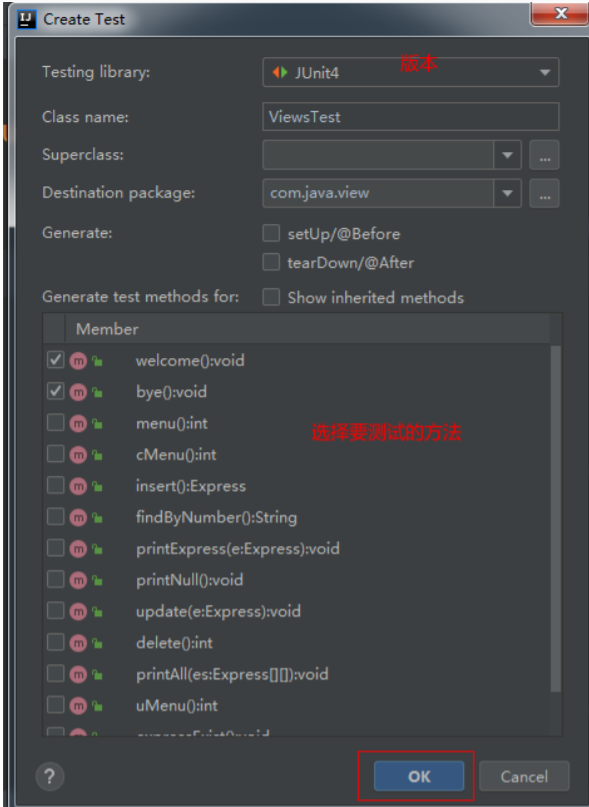 Create Test
Testing library: JUnit4 版本
Class name: ViewsTest
Superclass: ...
Destination package: com.java.view ...
Generate: setUp/@Before
tearDown/@After
Generate test methods for: Show inherited methods
Member
m welcome():void
m bye():void
m menu():int
选择要测试的方法
m cMenu():int
m insert():Express
m findByNumber():String
m printExpress(e:Express):void
m printNull():void
m update(e:Express):void
m delete():int
m printAll(es:Express[][]):void
m uMenu():int
? OK Cancel